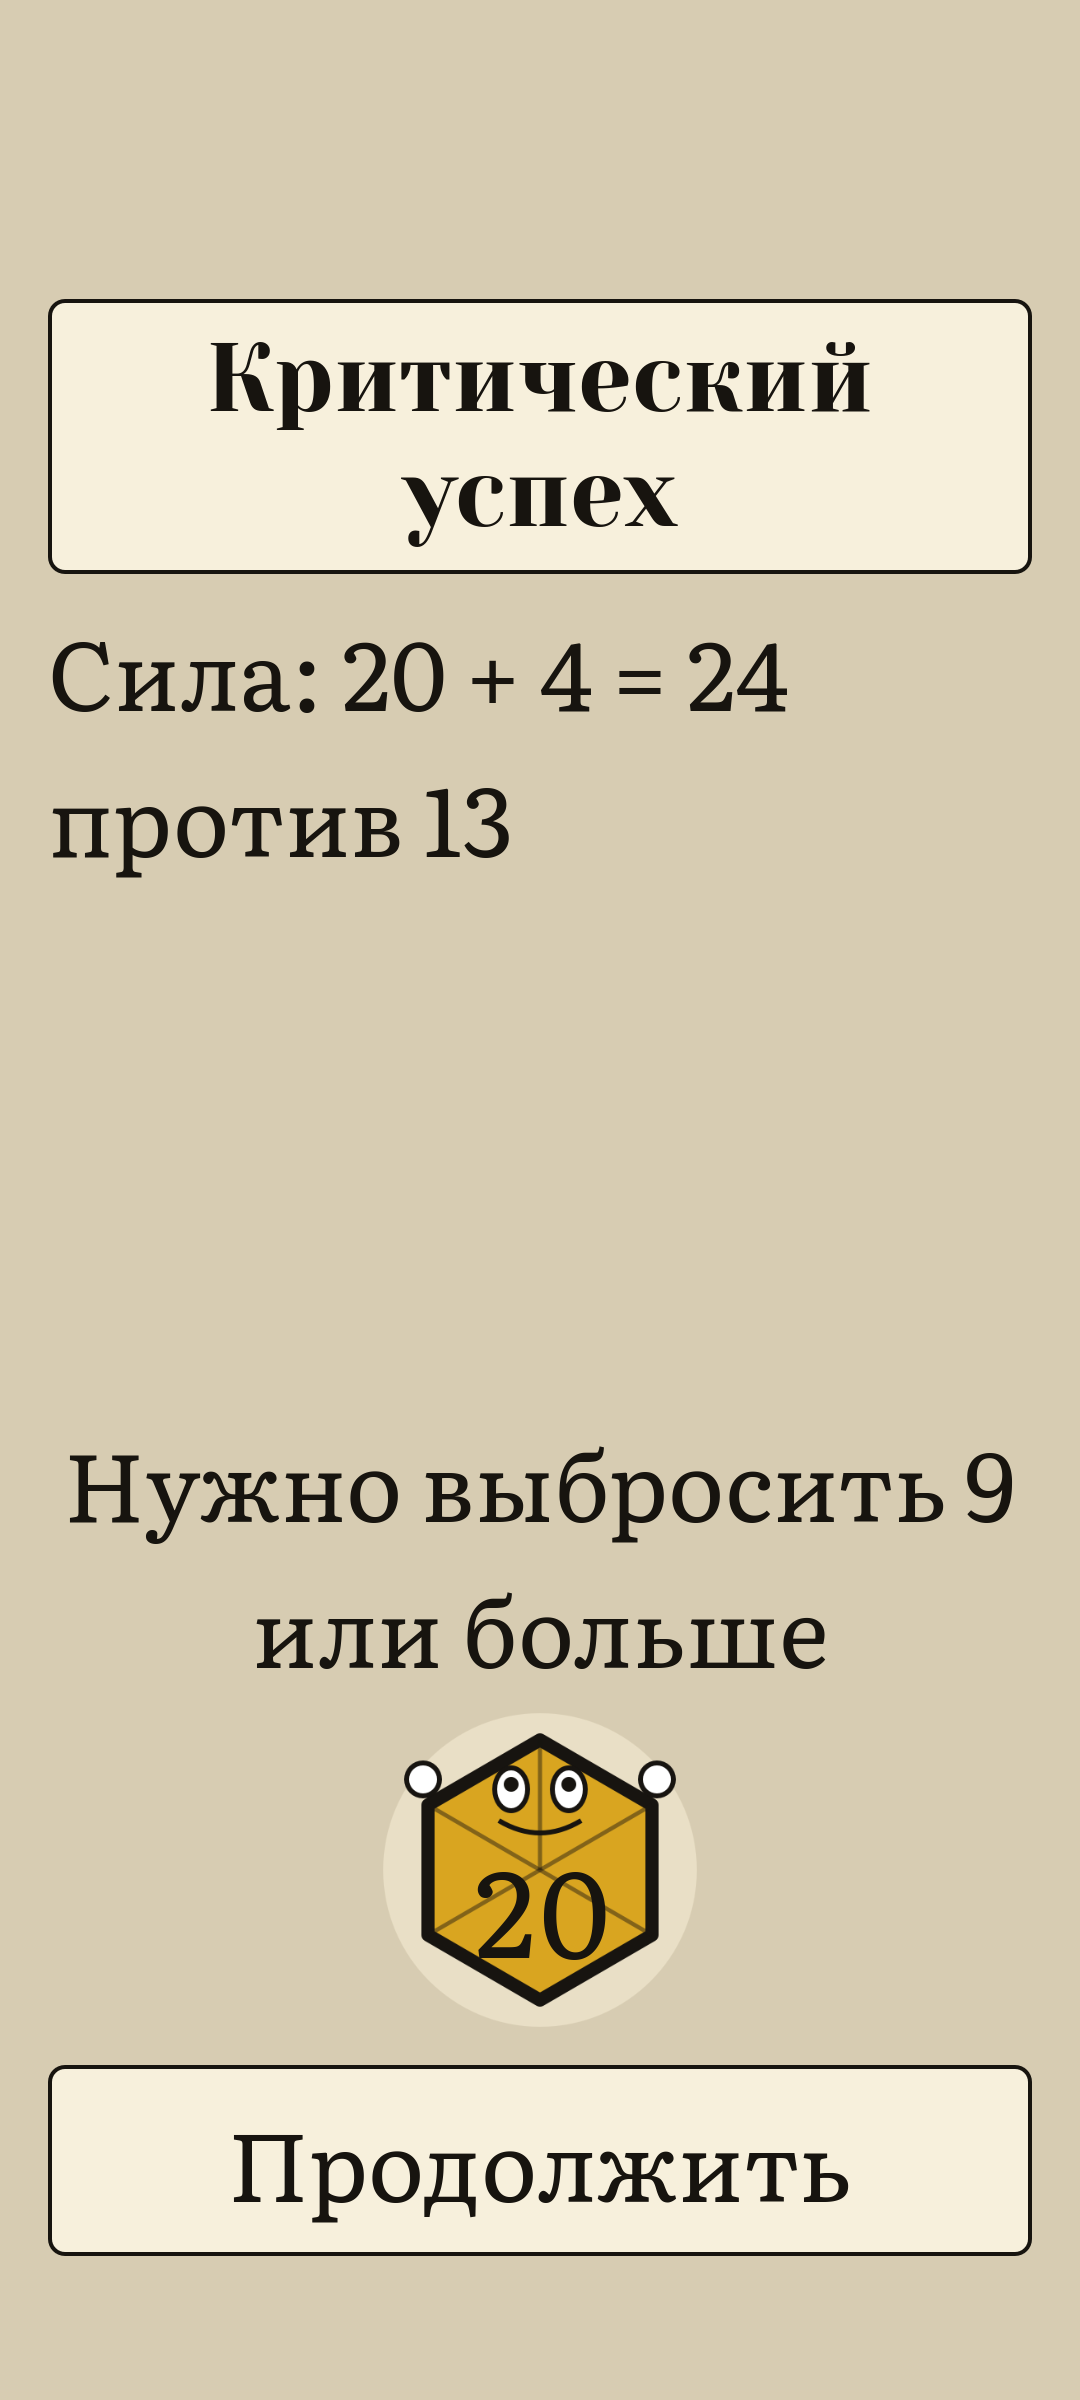 Критический
успех
Сила: 20 + 4 = 24
против 13
Нужно выбросить 9
или больше
20
Продолжить